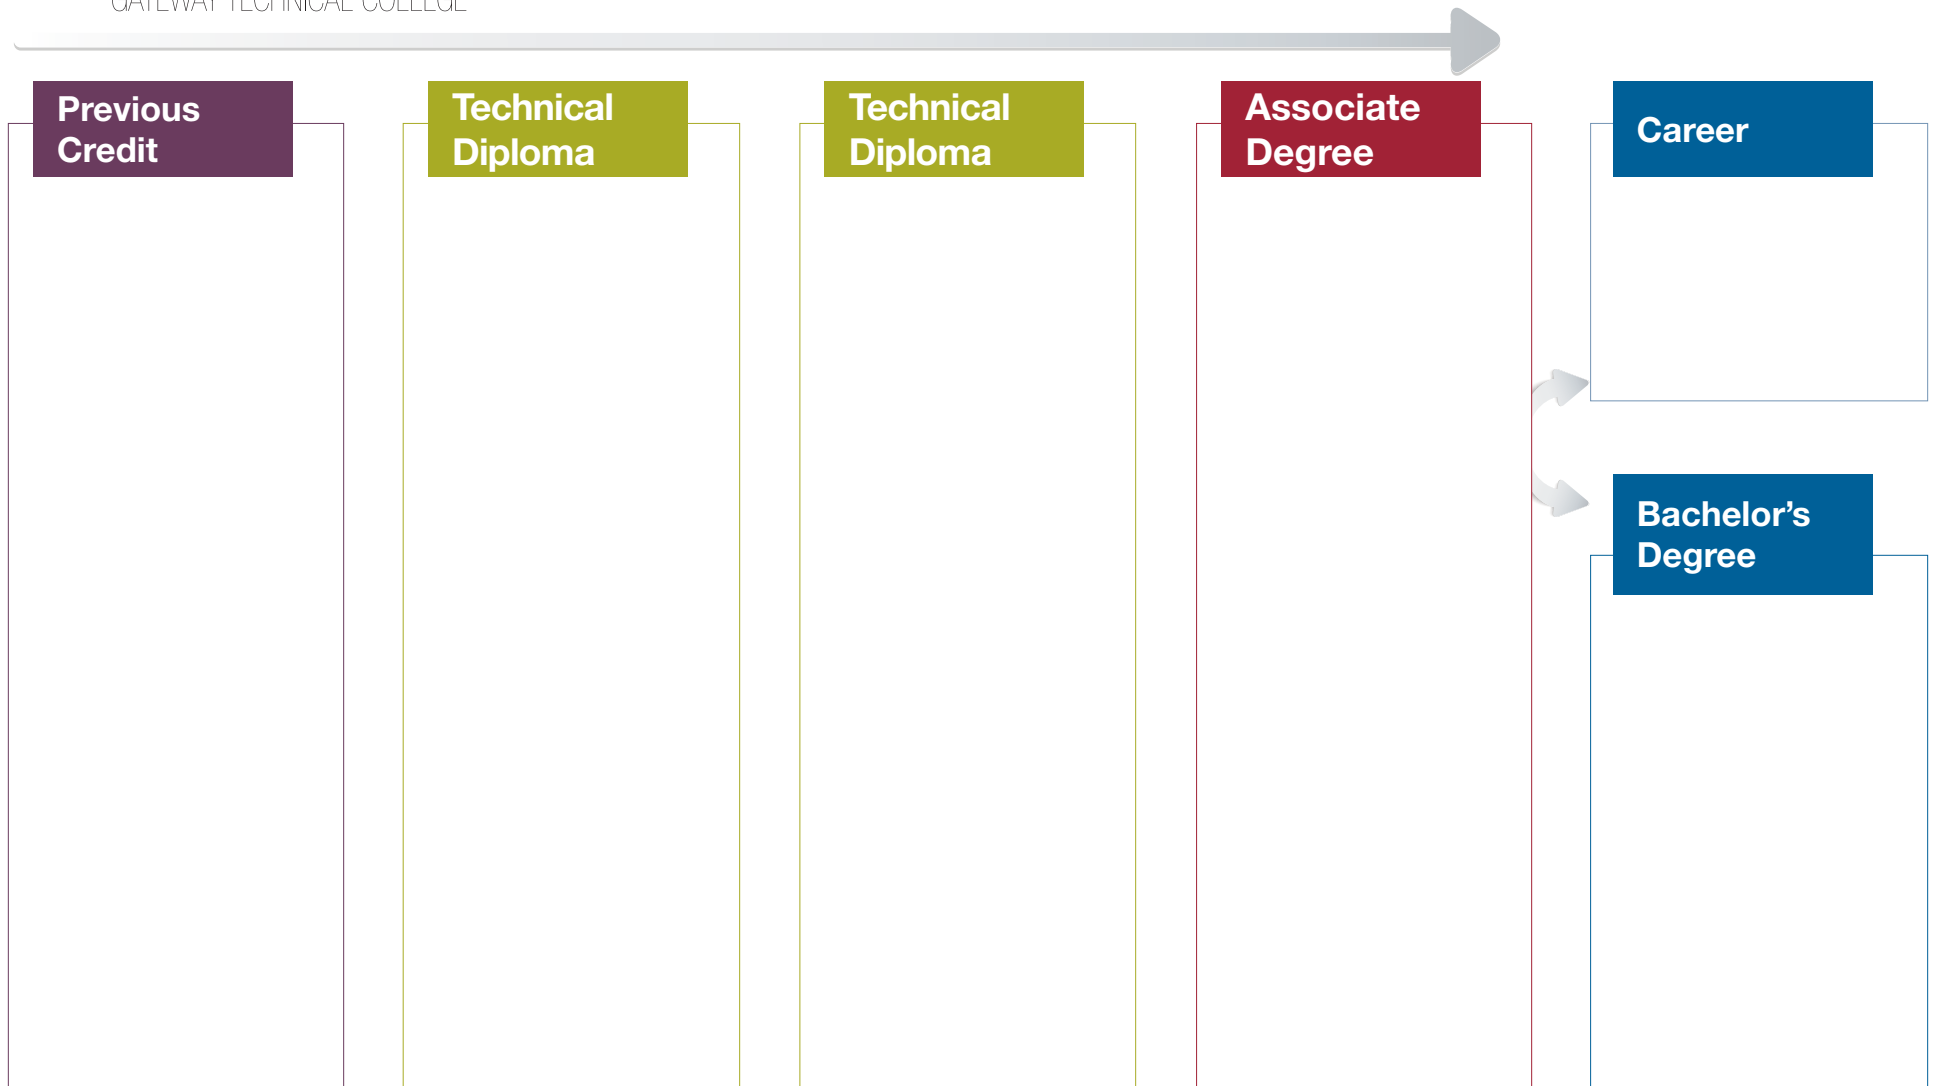 GATEWAY TECHNICAL COLLEGE
Previous
Credit
Technical
Diploma
Technical
Diploma
Associate
Degree
Career
Bachelor’s
Degree